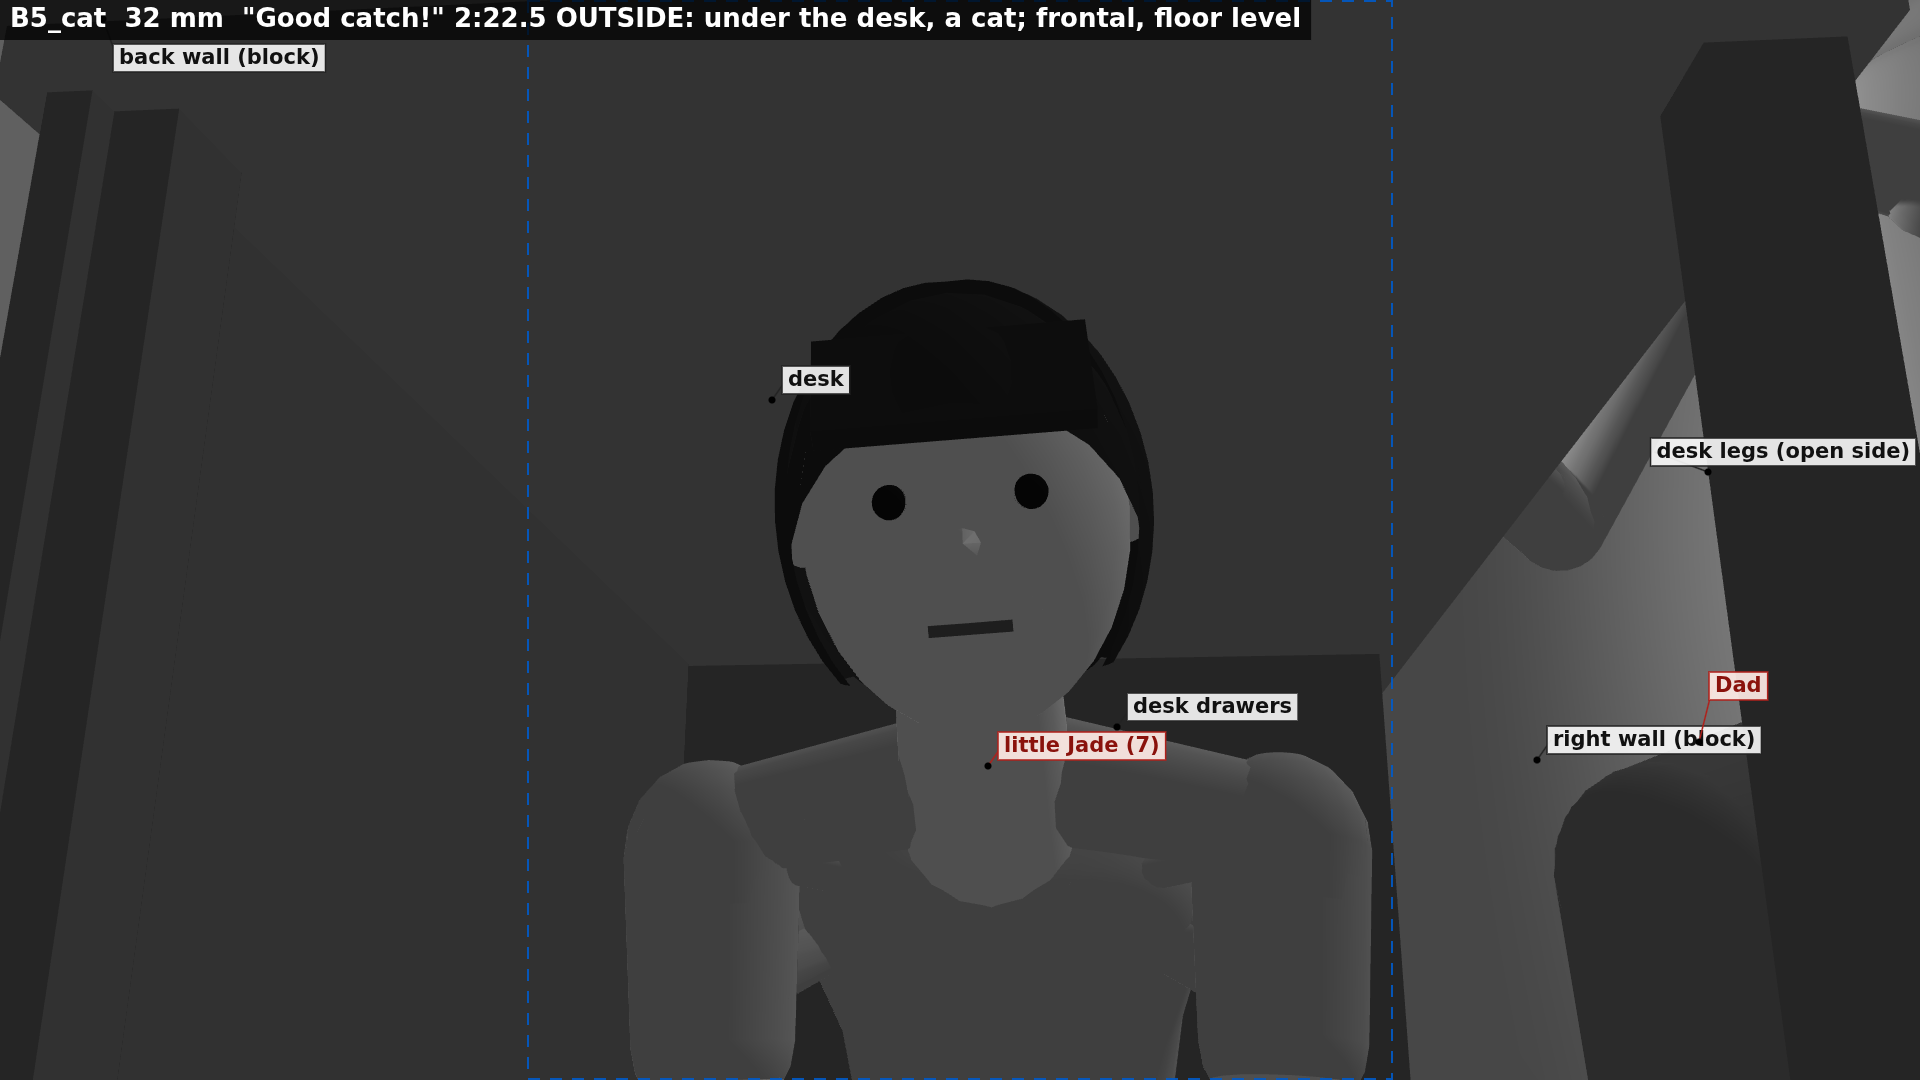 B5_cat 32 mm "Good catch!" 2:22.5 OUTSIDE: under the desk, a cat; frontal, floor level
back wall (block)
desk
desk legs (open side)
Dad
desk drawers
right wall (block)
little Jade (7)